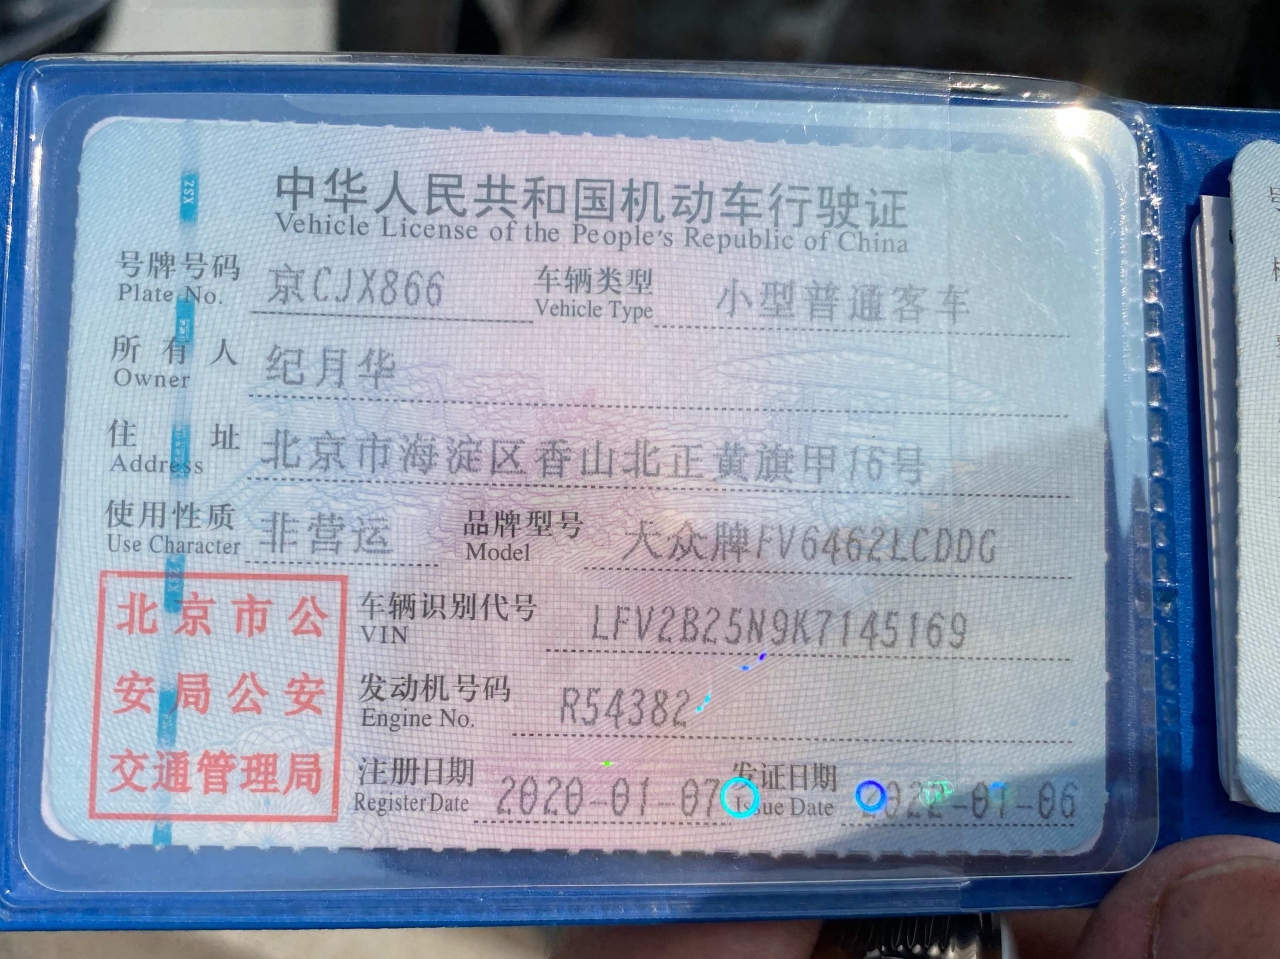 中华人民共和国机动车行驶证
Vehicle License of the People's Republic of China
号牌号码 京CJX866 车辆类型 小型普通客车
Plate No. Vehicle Type
所有人 纪月华
Owner
住址 北京市海淀区香山北正黄旗甲16号
Address
使用性质 非营运 品牌型号 大众牌FV6462LCDDG
Use Character Model
北京市公
安局公安
交通管理局
车辆识别代号 LFV2B25N9K7145169
VIN
发动机号码 R54382
Engine No.
注册日期 2020-01-07 发证日期 2022-01-06
Register Date Issue Date
XSZ
XSZ